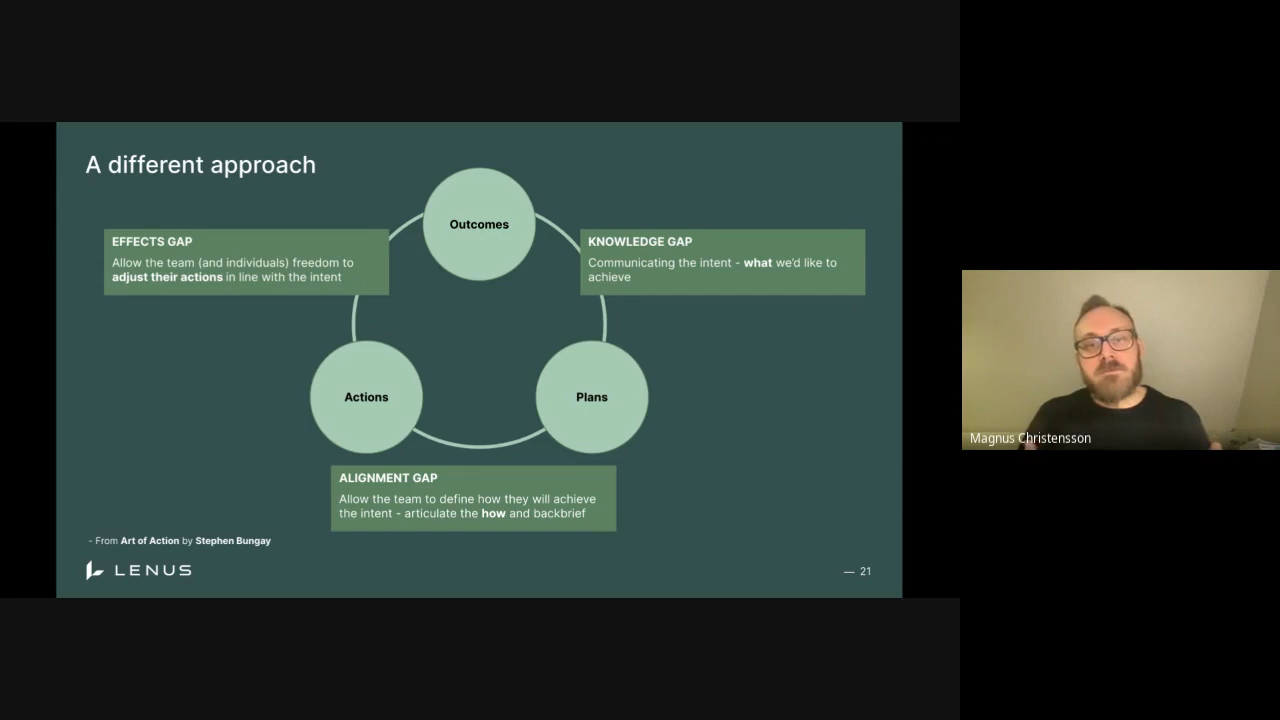 A different approach
Outcomes
EFFECTS GAP
Allow the team (and individuals) freedom to
adjust their actions in line with the intent
KNOWLEDGE GAP
Communicating the intent - what we'd like to
achieve
Actions
Plans
ALIGNMENT GAP
Allow the team to define how they will achieve
the intent - articulate the how and backbrief
- From Art of Action by Stephen Bungay
LENUS
— 21
Magnus Christensson